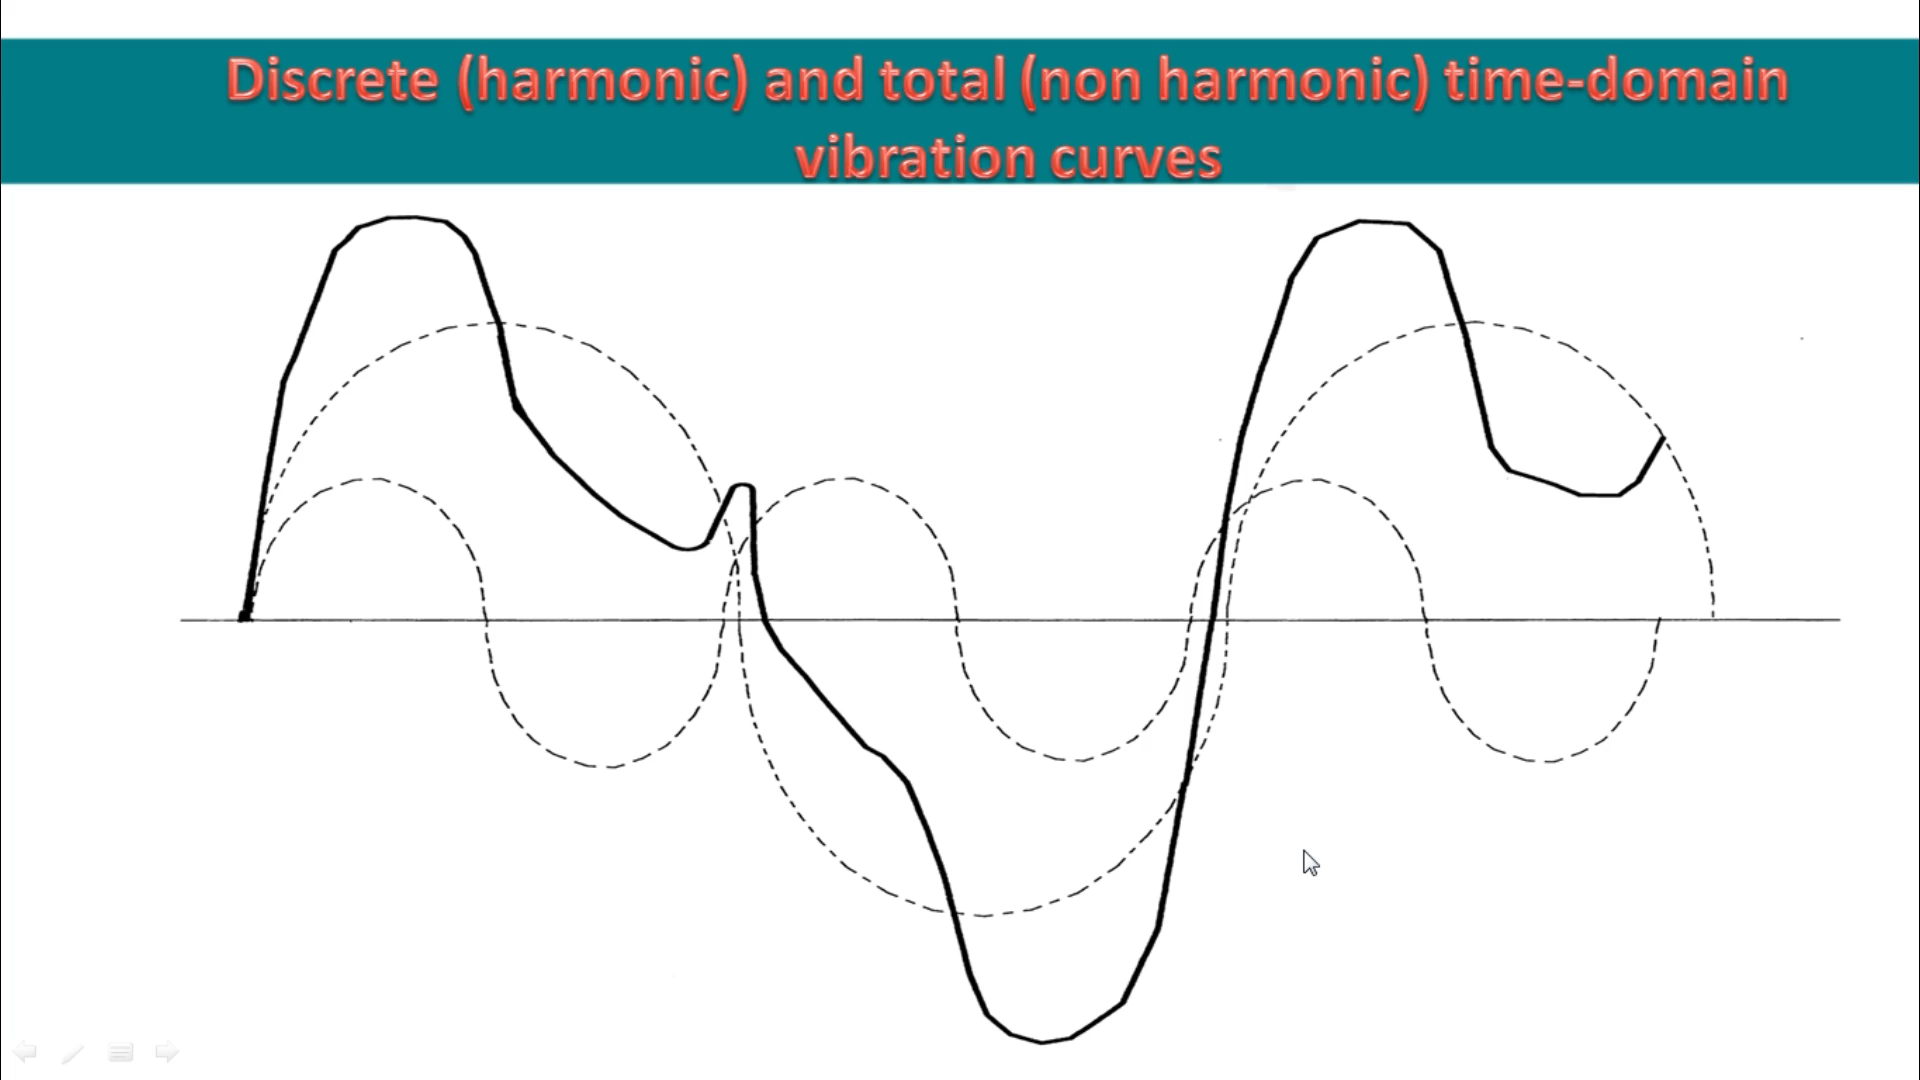 Discrete (harmonic) and total (non harmonic) time-domain
vibration curves